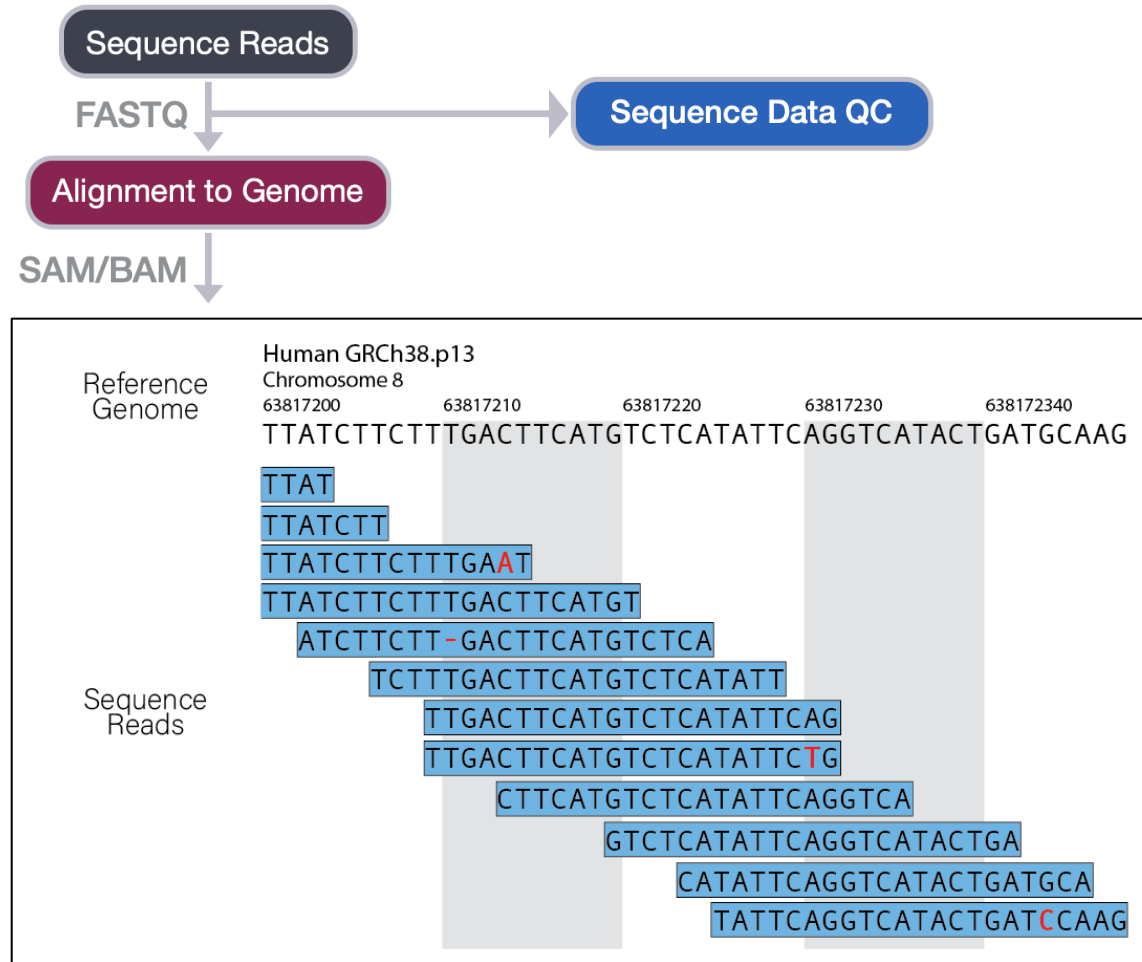 Sequence Reads
FASTQ
Sequence Data QC
Alignment to Genome
SAM/BAM
Human GRCh38.p13
Chromosome 8
Reference
Genome
63817200 63817210 63817220 63817230 638172340
TTATCTTCTTTGACTTCATGTCTCATATTCAGGTCATACTGATGCAAG
TTAT
TTATCTT
TTATCTTCTTTGAAT
TTATCTTCTTTGACTTCATGT
ATCTTCTT-GACTTCATGTCTCA
TCTTTGACTTCATGTCTCATATT
Sequence
Reads
TTGACTTCATGTCTCATATTCAG
TTGACTTCATGTCTCATATTCTG
CTTCATGTCTCATATTCAGGTCA
GTCTCATATTCAGGTCATACTGA
CATATTCAGGTCATACTGATGCA
TATTCAGGTCATACTGATCCAAG